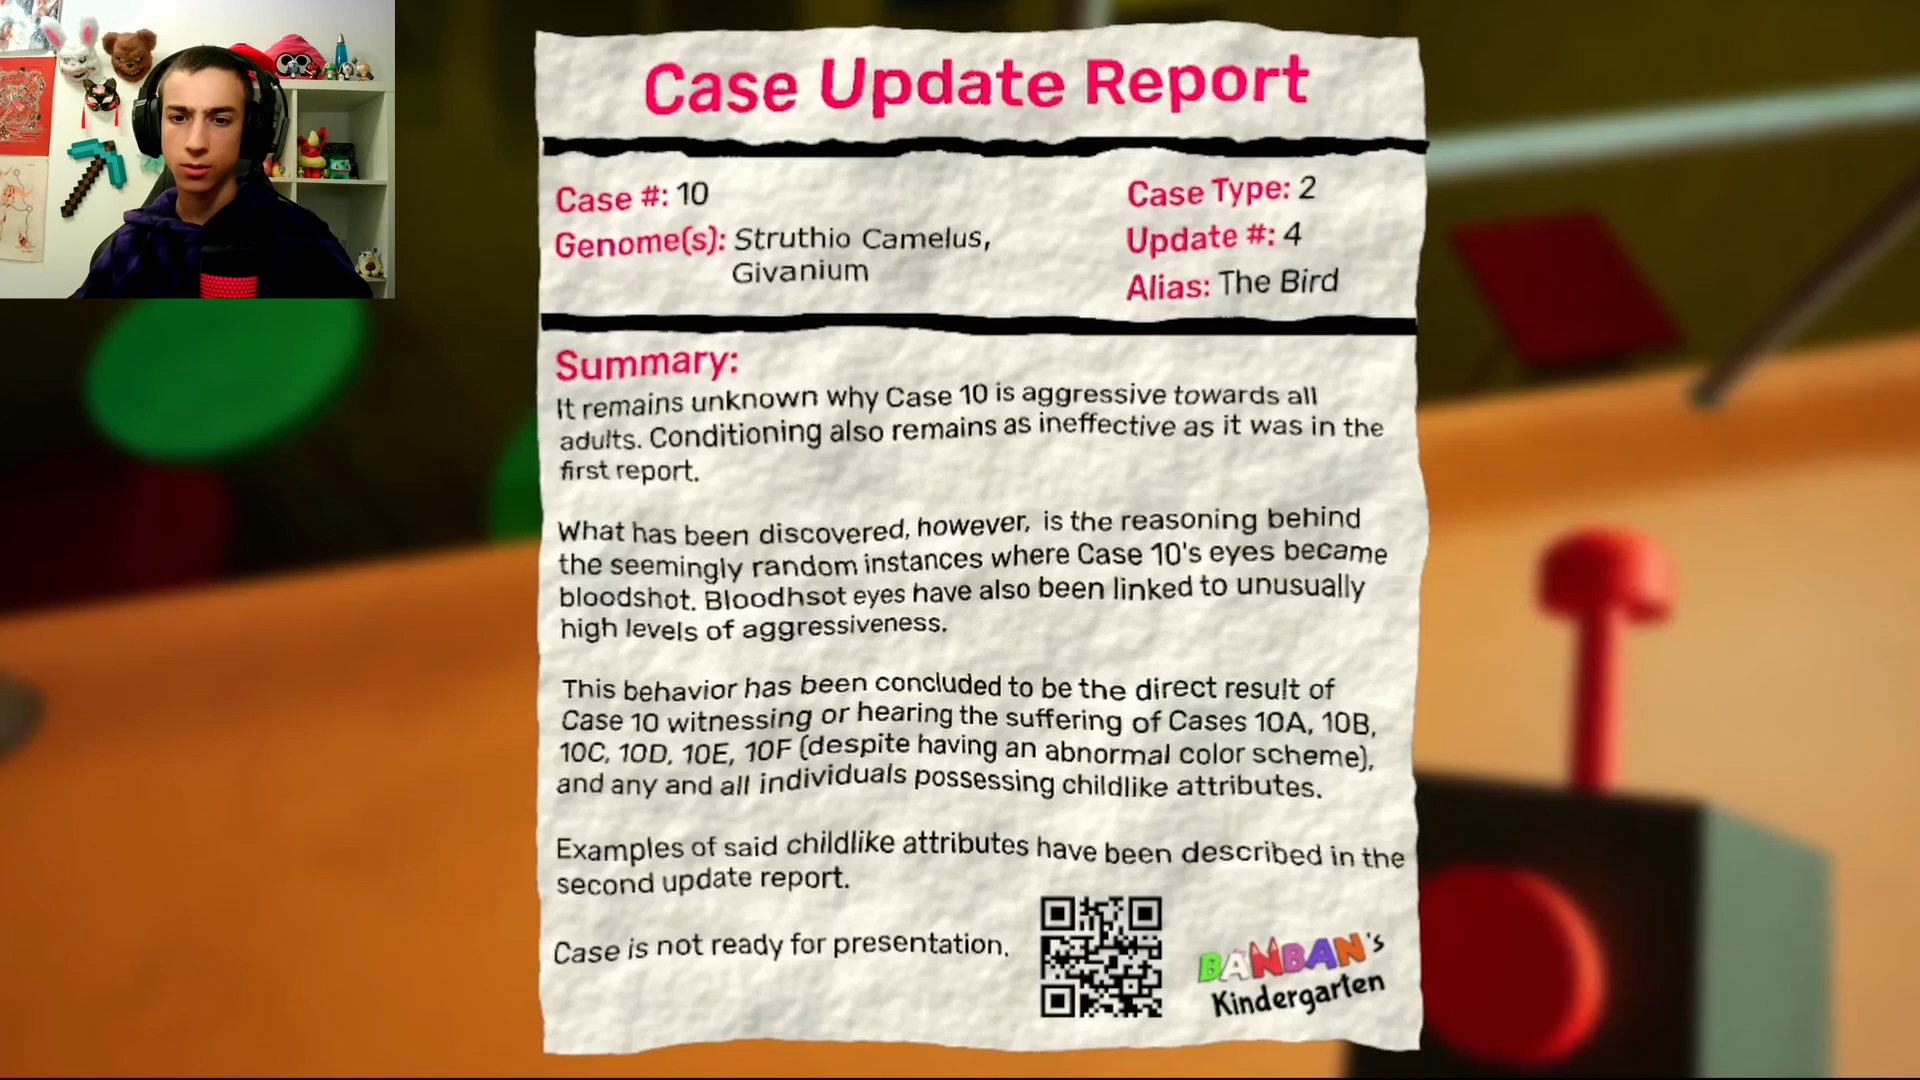 Case Update Report
Case #: 10
Case Type: 2
Genome(s): Struthio Camelus,
Givanium
Update #: 4
Alias: The Bird
Summary:
It remains unknown why Case 10 is aggressive towards all
adults. Conditioning also remains as ineffective as it was in the
first report.
What has been discovered, however, is the reasoning behind
the seemingly random instances where Case 10's eyes became
bloodshot. Bloodhsot eyes have also been linked to unusually
high levels of aggressiveness.
This behavior has been concluded to be the direct result of
Case 10 witnessing or hearing the suffering of Cases 10A, 10B,
10C, 10D, 10E, 10F (despite having an abnormal color scheme),
and any and all individuals possessing childlike attributes.
Examples of said childlike attributes have been described in the
second update report.
Case is not ready for presentation.
BANBAN's
Kindergarten